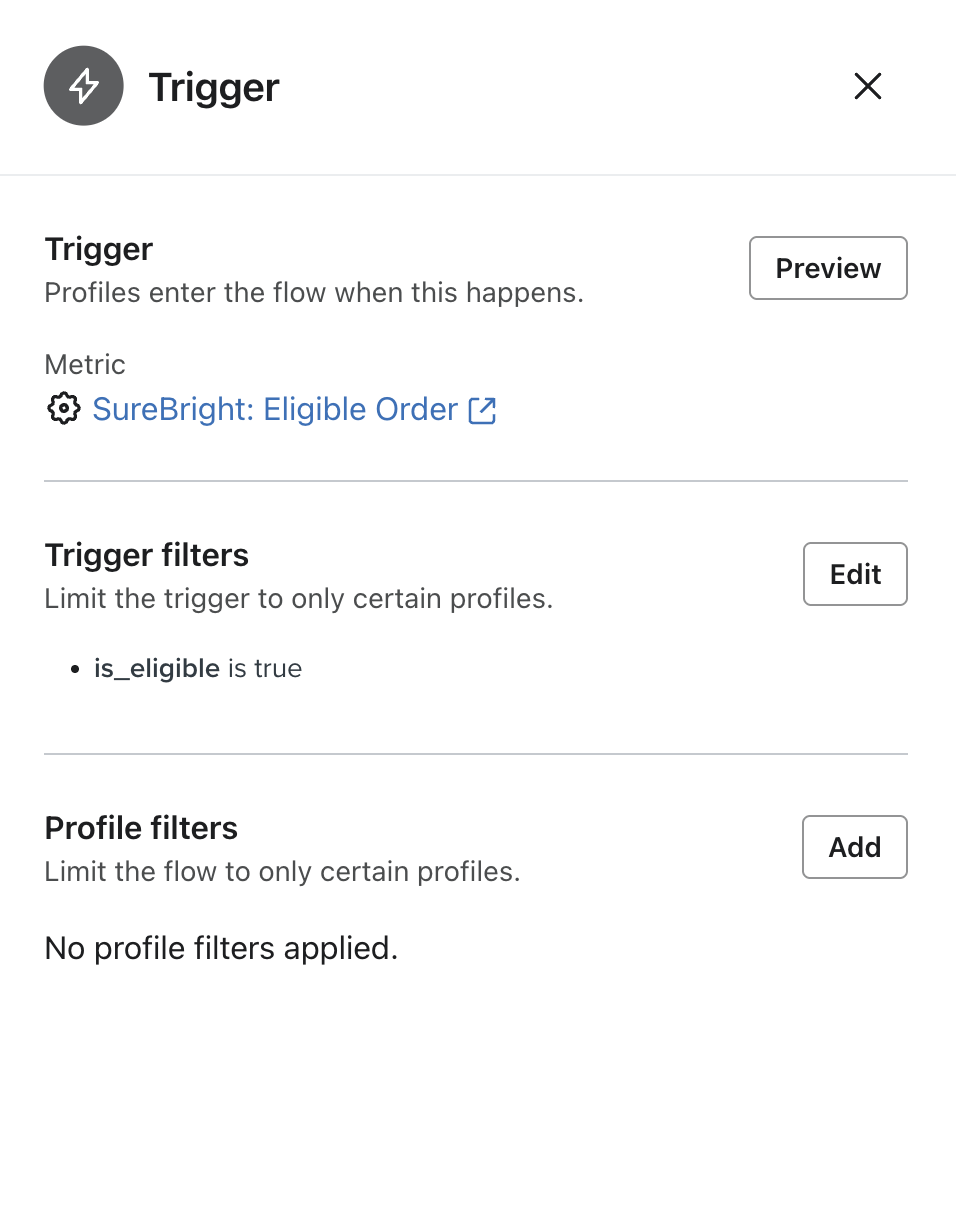 Trigger
Trigger
Preview
Profiles enter the flow when this happens.
Metric
SureBright: Eligible Order
Trigger filters
Edit
Limit the trigger to only certain profiles.
is_eligible is true
Profile filters
Add
Limit the flow to only certain profiles.
No profile filters applied.